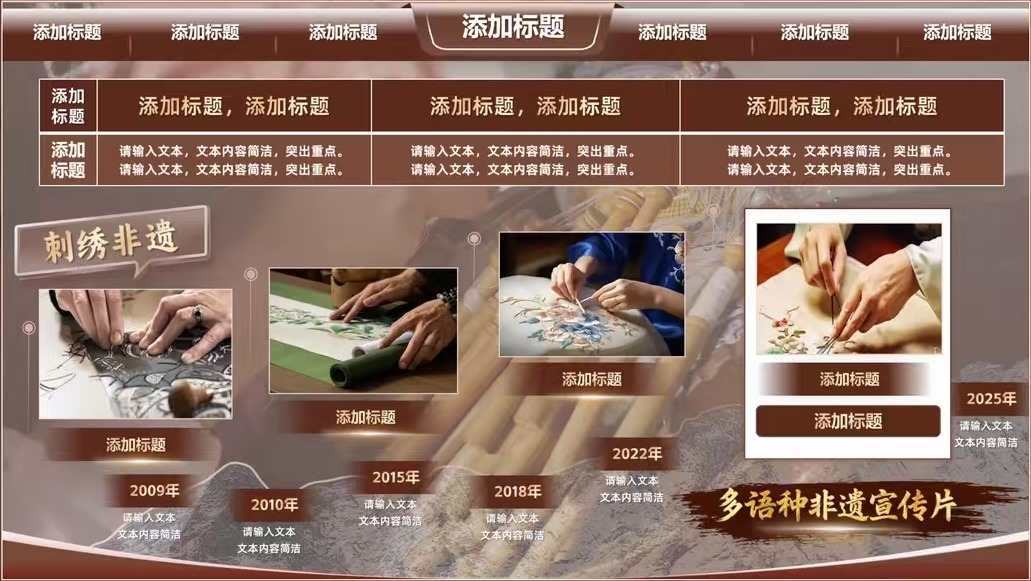 添加标题
添加标题
添加标题
添加标题
添加标题
添加标题
添加标题
添加标题
添加标题，添加标题
添加标题，添加标题
添加标题，添加标题
添加标题
请输入文本，文本内容简洁，突出重点。
请输入文本，文本内容简洁，突出重点。
请输入文本，文本内容简洁，突出重点。
请输入文本，文本内容简洁，突出重点。
请输入文本，文本内容简洁，突出重点。
请输入文本，文本内容简洁，突出重点。
刺绣非遗
添加标题
添加标题
添加标题
添加标题
添加标题
2009年
请输入文本
文本内容简洁
2010年
请输入文本
文本内容简洁
2015年
请输入文本
文本内容简洁
2018年
请输入文本
文本内容简洁
2022年
请输入文本
文本内容简洁
2025年
请输入文本
文本内容简洁
多语种非遗宣传片